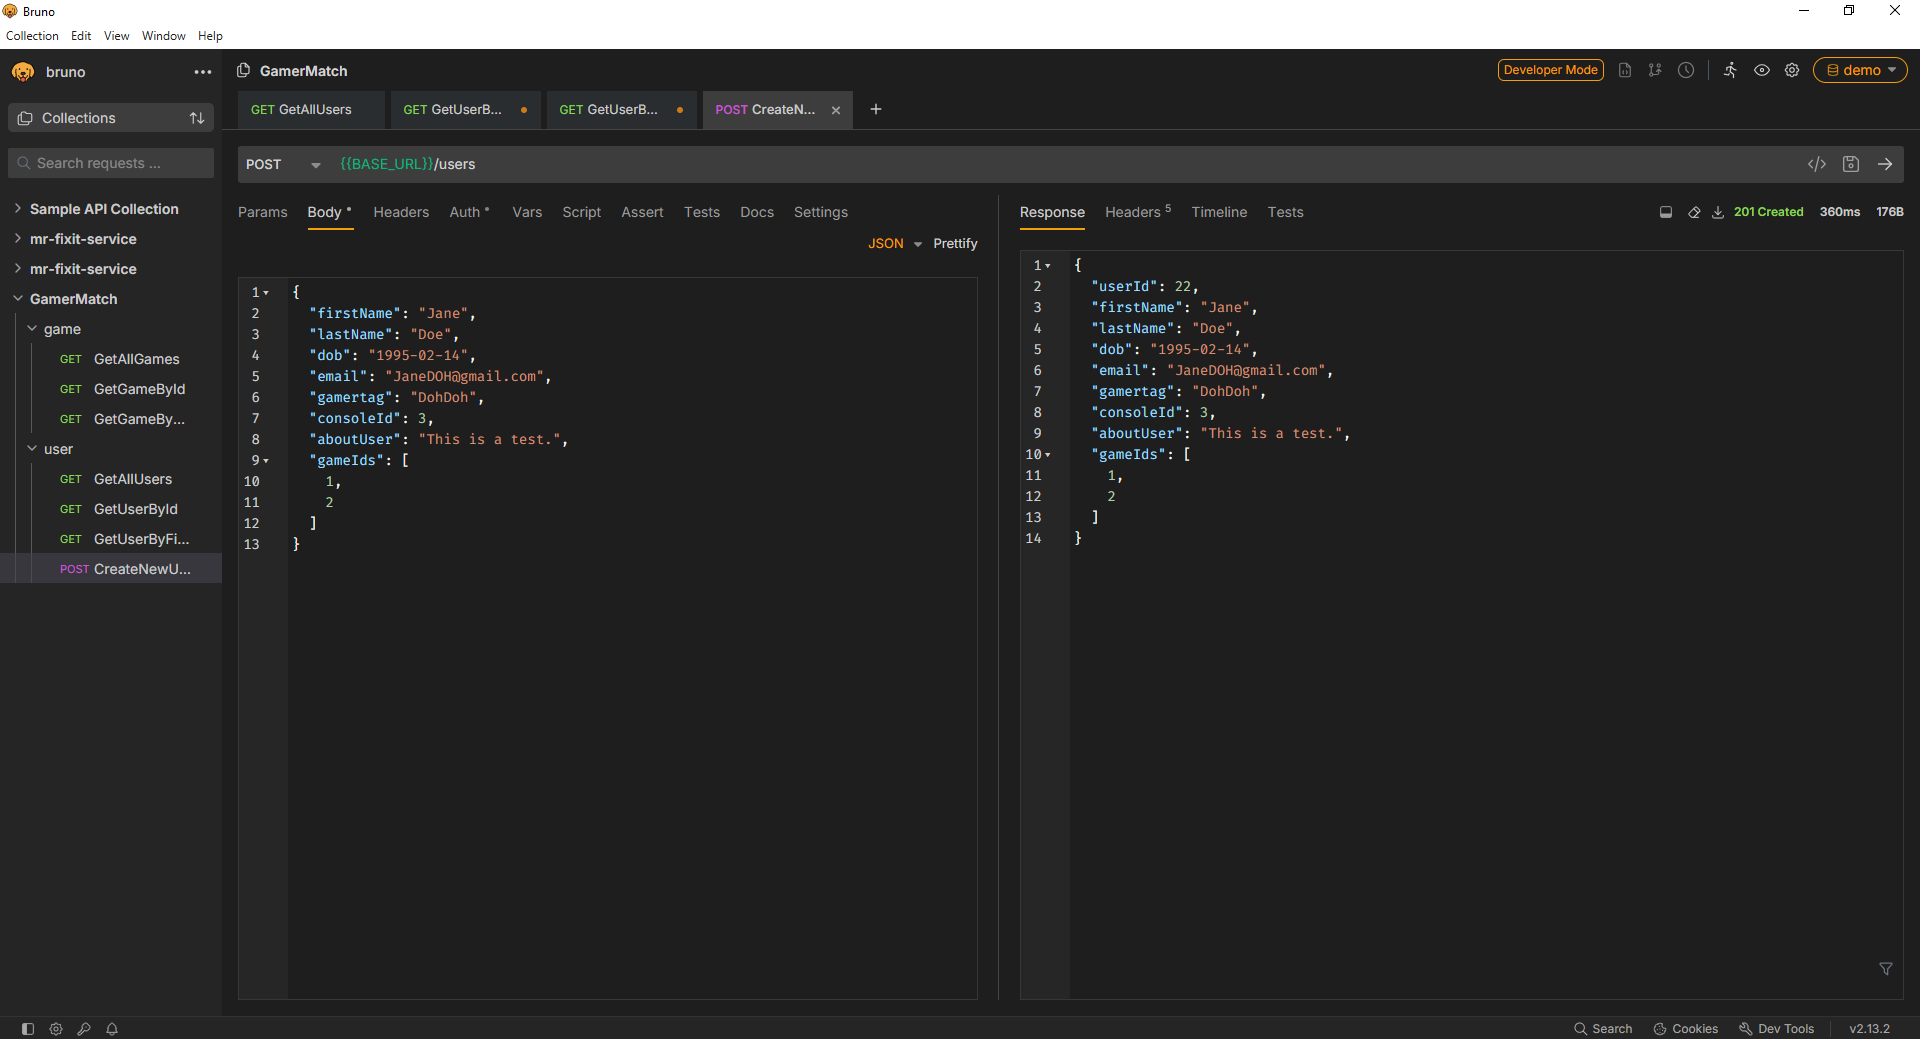 Bruno
Collection Edit View Window Help
bruno
GamerMatch
Developer Mode
demo
Collections
GET GetAllUsers
GET GetUserB...
GET GetUserB...
POST CreateN...
Search requests ...
POST
{{BASE_URL}}/users
Sample API Collection
mr-fixit-service
mr-fixit-service
GamerMatch
game
GET GetAllGames
GET GetGameById
GET GetGameBy...
user
GET GetAllUsers
GET GetUserById
GET GetUserByFi...
POST CreateNewU...
Params Body Headers Auth Vars Script Assert Tests Docs Settings
JSON Prettify
1 {
2 "firstName": "Jane",
3 "lastName": "Doe",
4 "dob": "1995-02-14",
5 "email": "JaneDOH@gmail.com",
6 "gamertag": "DohDoh",
7 "consoleId": 3,
8 "aboutUser": "This is a test.",
9 "gameIds": [
10 1,
11 2
12 ]
13 }
Response Headers 5 Timeline Tests
201 Created 360ms 176B
1 {
2 "userId": 22,
3 "firstName": "Jane",
4 "lastName": "Doe",
5 "dob": "1995-02-14",
6 "email": "JaneDOH@gmail.com",
7 "gamertag": "DohDoh",
8 "consoleId": 3,
9 "aboutUser": "This is a test.",
10 "gameIds": [
11 1,
12 2
13 ]
14 }
Search Cookies Dev Tools v2.13.2